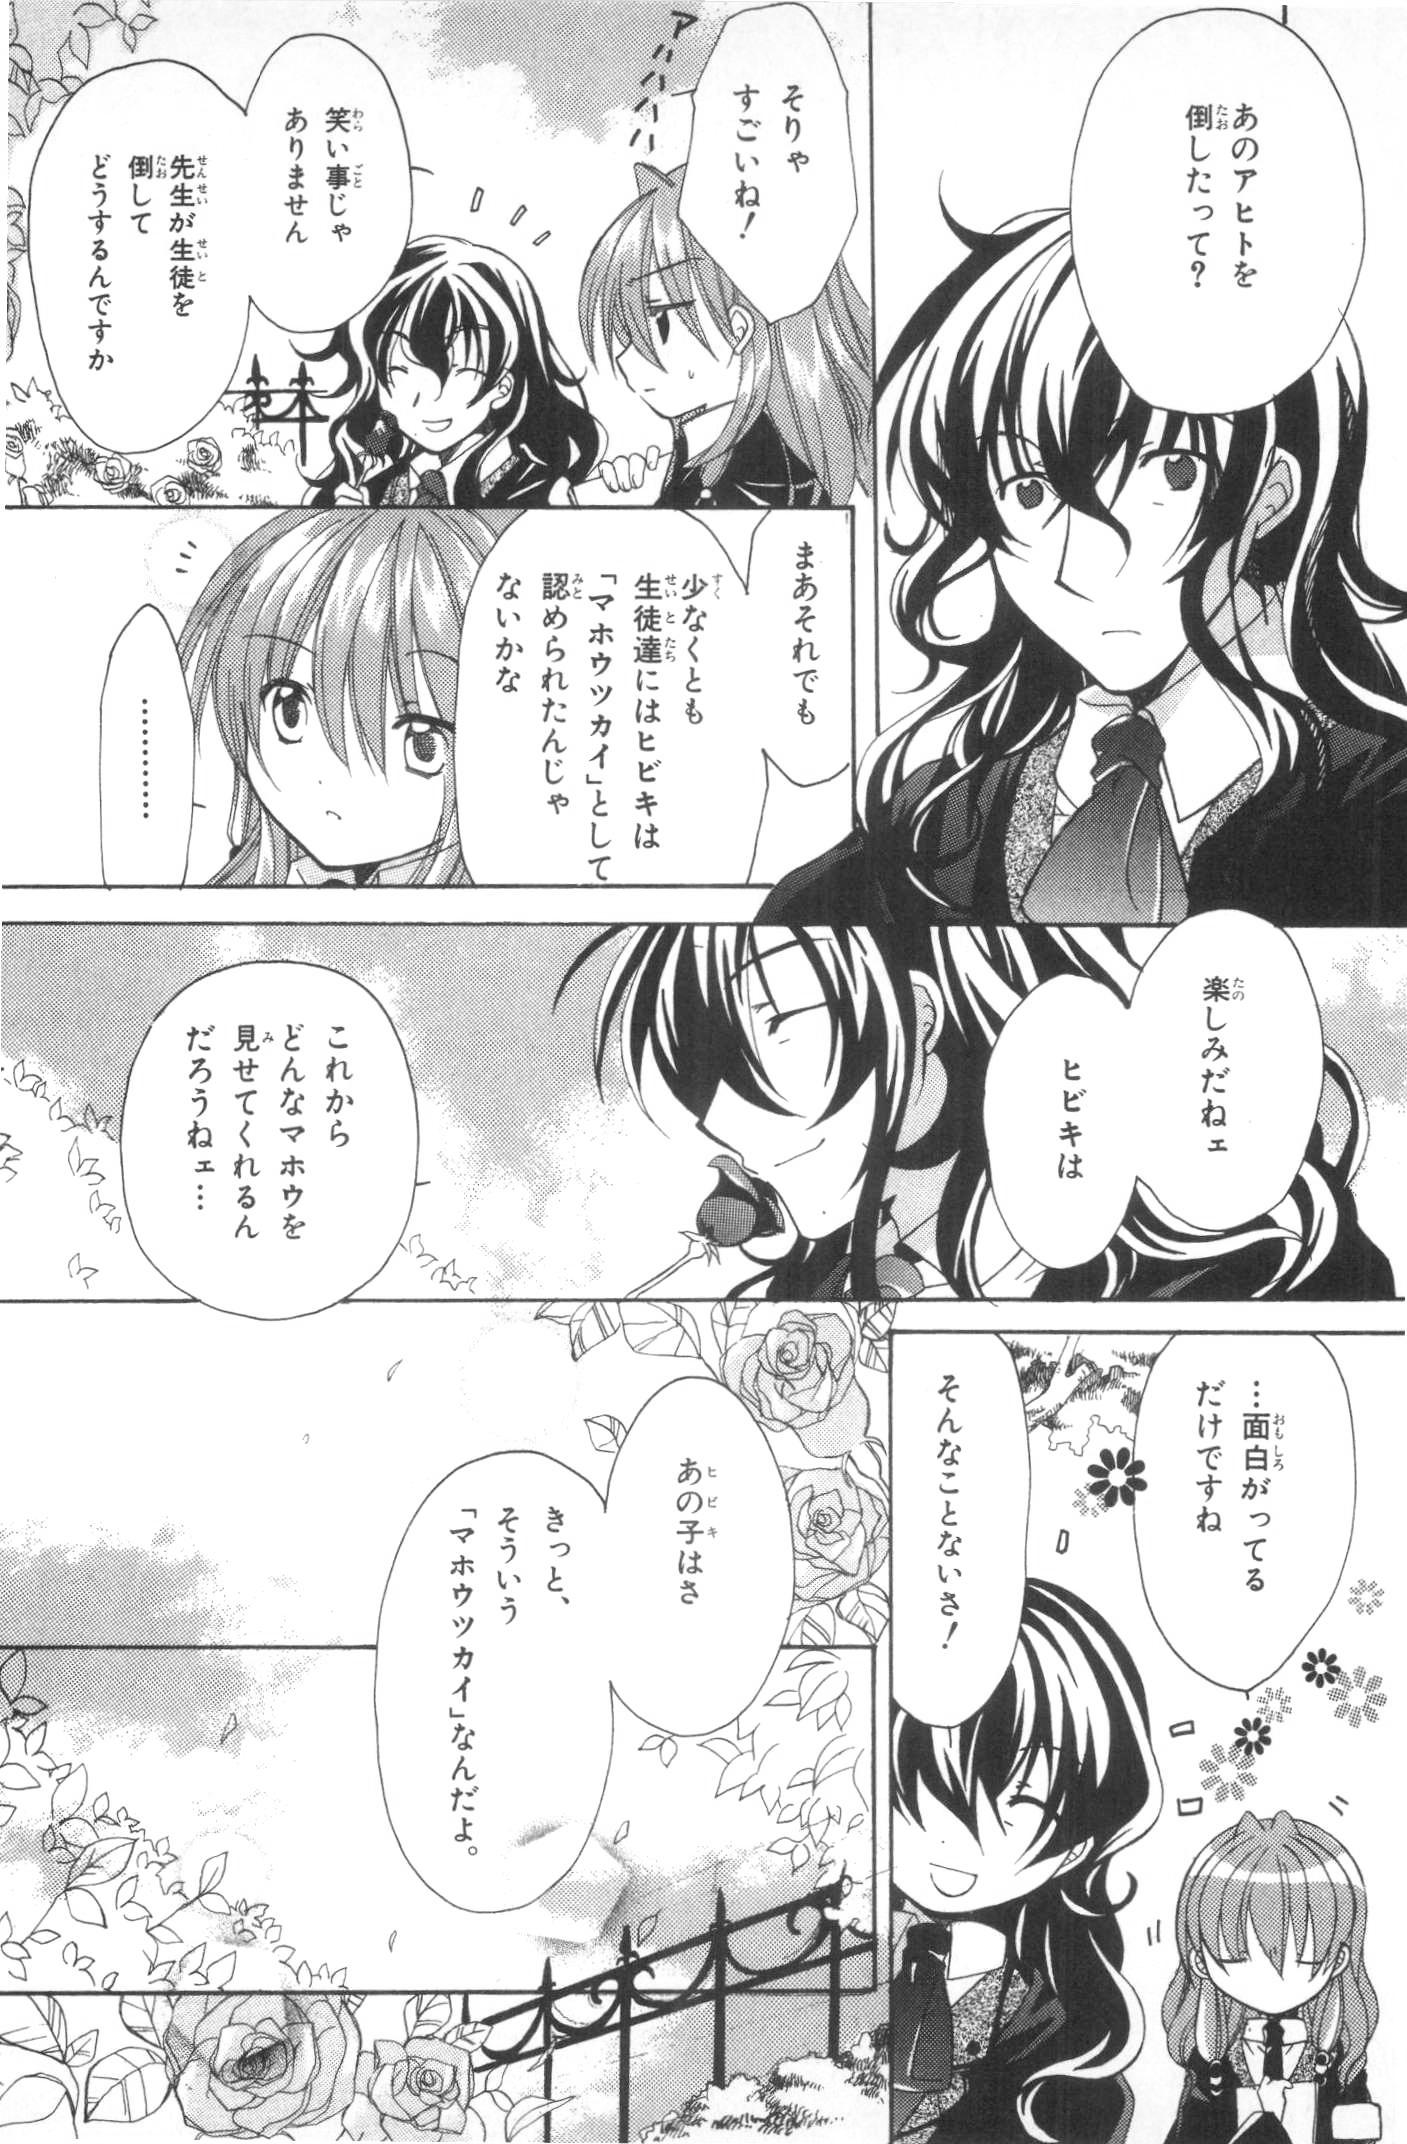 あのアヒトを
倒したって?
そりゃ
すごいね!
アハハハハ
笑い事じゃ
ありません
先生が生徒を
倒して
どうするんですか
まあそれでも
少なくとも
生徒達にはヒビキは
「マホウツカイ」として
認められたんじゃ
ないかな
…………
楽しみだねェ
ヒビキは
これから
どんなマホウを
見せてくれるん
だろうねェ…
…面白がってる
だけですね
そんなことないさ!
あの子はさ
きっと、
そういう
「マホウツカイ」なんだよ。